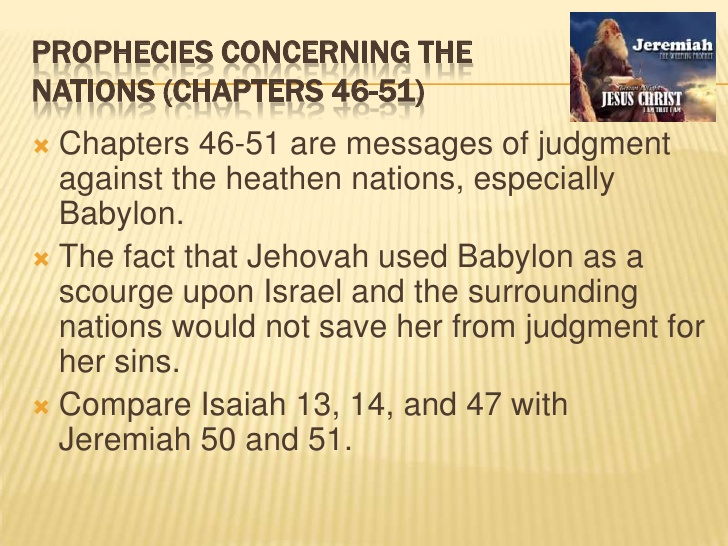 PROPHECIES CONCERNING THE
NATIONS (CHAPTERS 46-51)
Jeremiah
THE WEEPING PROPHET
JESUS CHRIST
I AM THAT I AM
Chapters 46-51 are messages of judgment
against the heathen nations, especially
Babylon.
The fact that Jehovah used Babylon as a
scourge upon Israel and the surrounding
nations would not save her from judgment for
her sins.
Compare Isaiah 13, 14, and 47 with
Jeremiah 50 and 51.